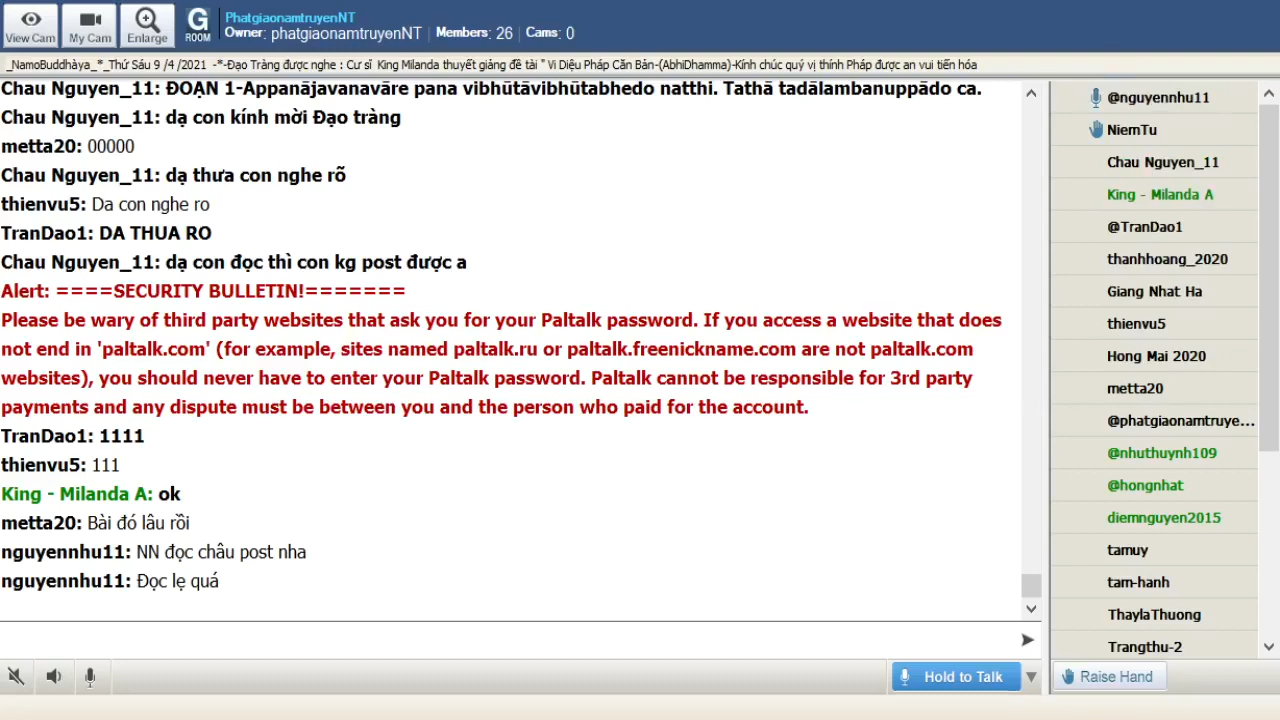 View Cam
My Cam
Enlarge
G
ROOM
PhatgiaonamtruyenNT
Owner: phatgiaonamtruyenNT | Members: 26 | Cams: 0
_NamoBuddhàya_*_Thứ Sáu 9 /4 /2021 -*-Đạo Tràng được nghe : Cư sĩ King Milanda thuyết giảng đề tài " Vi Diệu Pháp Căn Bản-(AbhiDhamma)-Kính chúc quý vị thính Pháp được an vui tiến hóa
Chau Nguyen_11: ĐOẠN 1-Appanājavanavāre pana vibhūtāvibhūtabhedo natthi. Tathā tadālambanuppādo ca.
Chau Nguyen_11: dạ con kính mời Đạo tràng
metta20: 00000
Chau Nguyen_11: dạ thưa con nghe rõ
thienvu5: Da con nghe ro
TranDao1: DA THUA RO
Chau Nguyen_11: dạ con đọc thì con kg post được a
Alert: ====SECURITY BULLETIN!=======
Please be wary of third party websites that ask you for your Paltalk password. If you access a website that does
not end in 'paltalk.com' (for example, sites named paltalk.ru or paltalk.freenickname.com are not paltalk.com
websites), you should never have to enter your Paltalk password. Paltalk cannot be responsible for 3rd party
payments and any dispute must be between you and the person who paid for the account.
TranDao1: 1111
thienvu5: 111
King - Milanda A: ok
metta20: Bài đó lâu rồi
nguyennhu11: NN đọc châu post nha
nguyennhu11: Đọc lẹ quá
Hold to Talk
@nguyennhu11
NiemTu
Chau Nguyen_11
King - Milanda A
@TranDao1
thanhhoang_2020
Giang Nhat Ha
thienvu5
Hong Mai 2020
metta20
@phatgiaonamtruye...
@nhuthuynh109
@hongnhat
diemnguyen2015
tamuy
tam-hanh
ThaylaThuong
Trangthu-2
Raise Hand